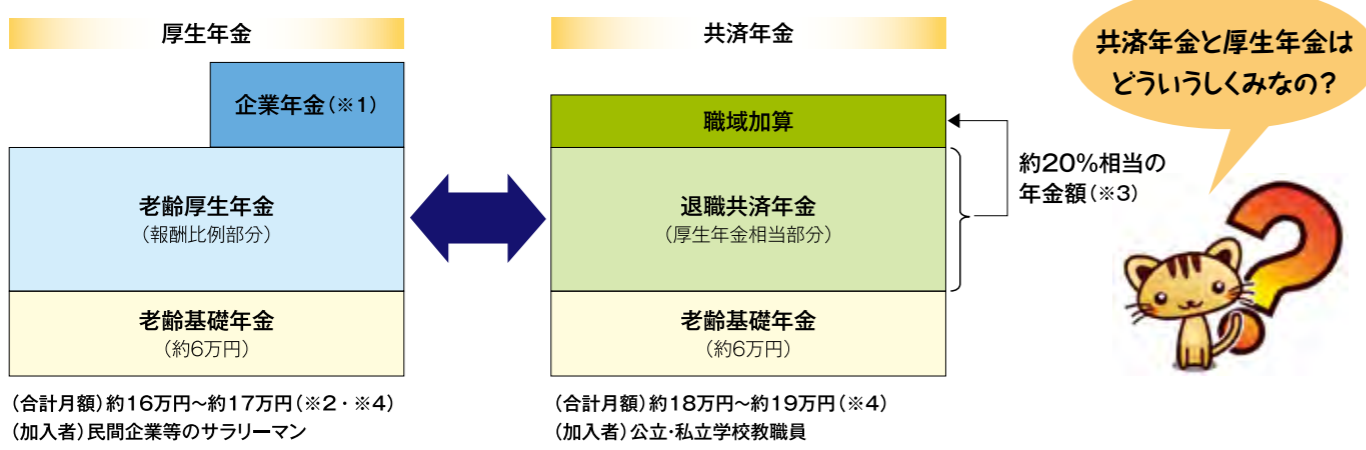 厚生年金
企業年金(※1)
老齢厚生年金
(報酬比例部分)
老齢基礎年金
(約6万円)
(合計月額)約16万円~約17万円(※2・※4)
(加入者)民間企業等のサラリーマン
共済年金
職域加算
退職共済年金
(厚生年金相当部分)
老齢基礎年金
(約6万円)
(合計月額)約18万円~約19万円(※4)
(加入者)公立・私立学校教職員
約20%相当の
年金額(※3)
共済年金と厚生年金は
どういうしくみなの?